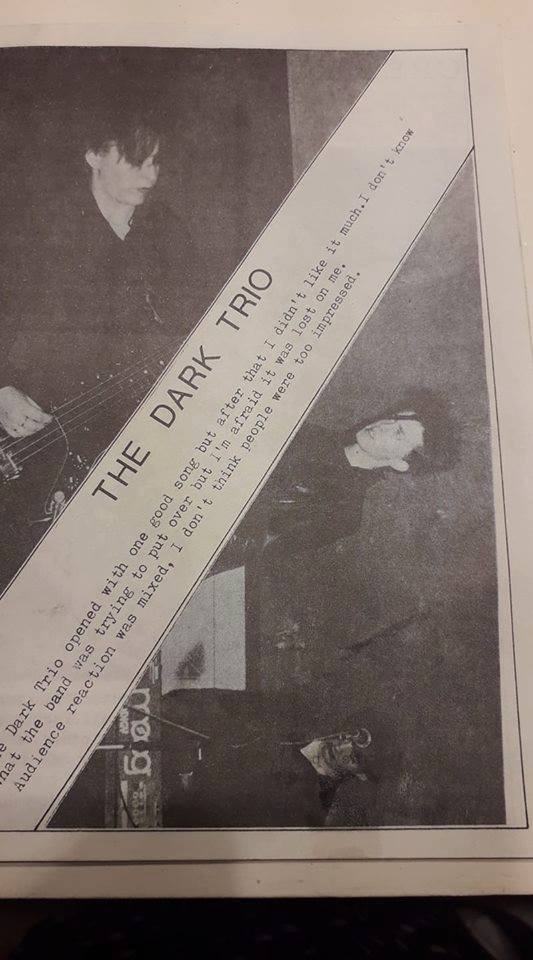 THE DARK TRIO
e Dark Trio opened with one good song but after that I didn't like it much.I don't know
hat the band was trying to put over but I'm afraid it was lost on me.
Audience reaction was mixed, I don't think people were too impressed.